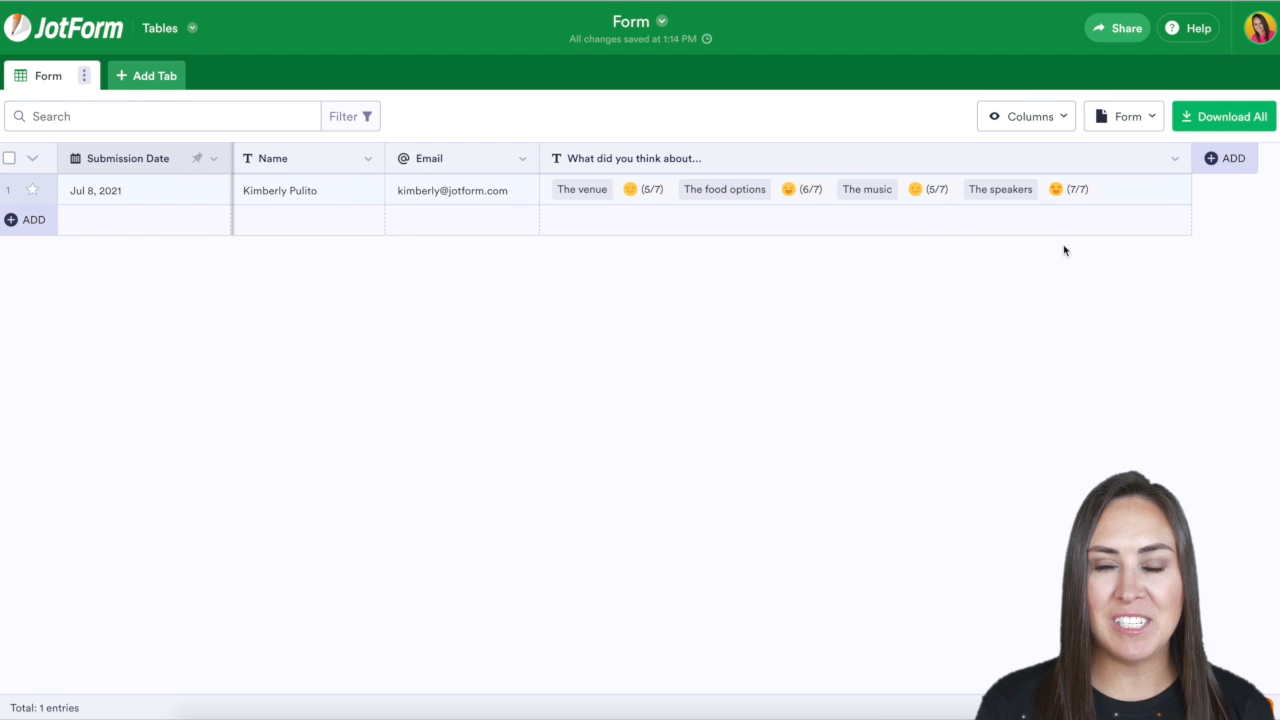 JotForm
Tables
Form
All changes saved at 1:14 PM
Share
Help
Form
+ Add Tab
Search
Filter
Columns
Form
Download All
Submission Date
Name
Email
What did you think about...
ADD
1
Jul 8, 2021
Kimberly Pulito
kimberly@jotform.com
The venue (5/7) The food options (6/7) The music (5/7) The speakers (7/7)
ADD
Total: 1 entries